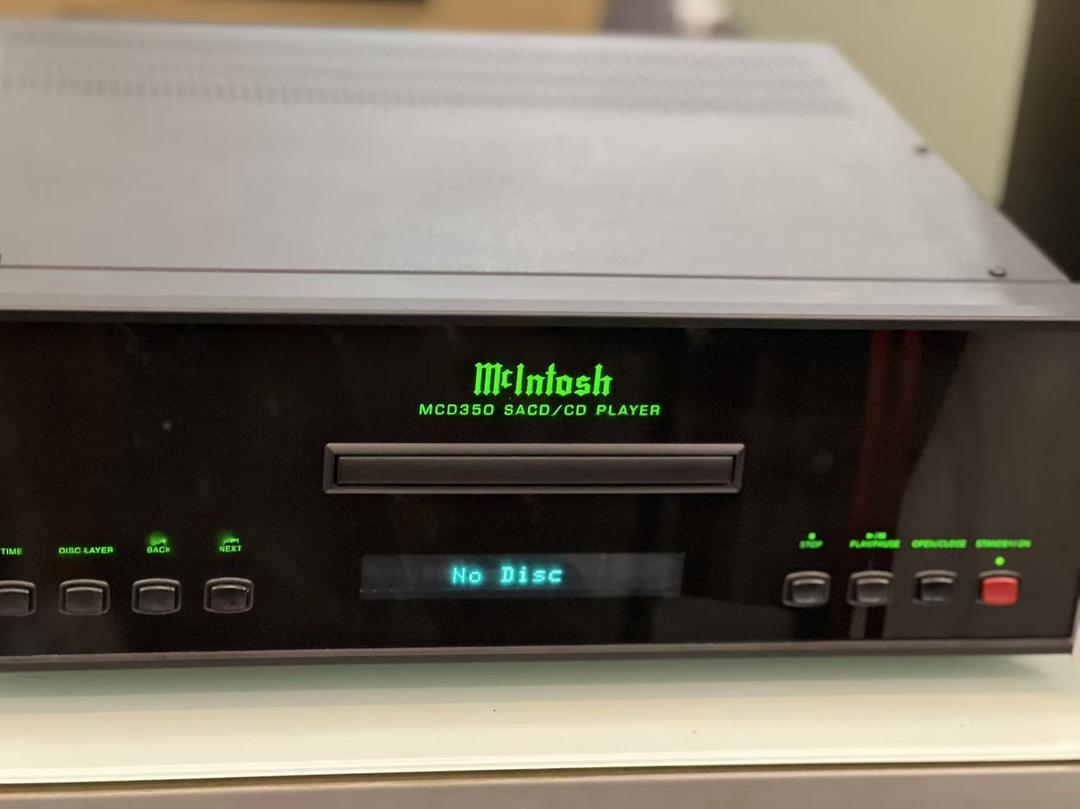 McIntosh
MCD350 SACD/CD PLAYER
TIME
DISC LAYER
BACK
NEXT
No Disc
STOP
PLAY/PAUSE
OPEN/CLOSE
STANDBY/ON